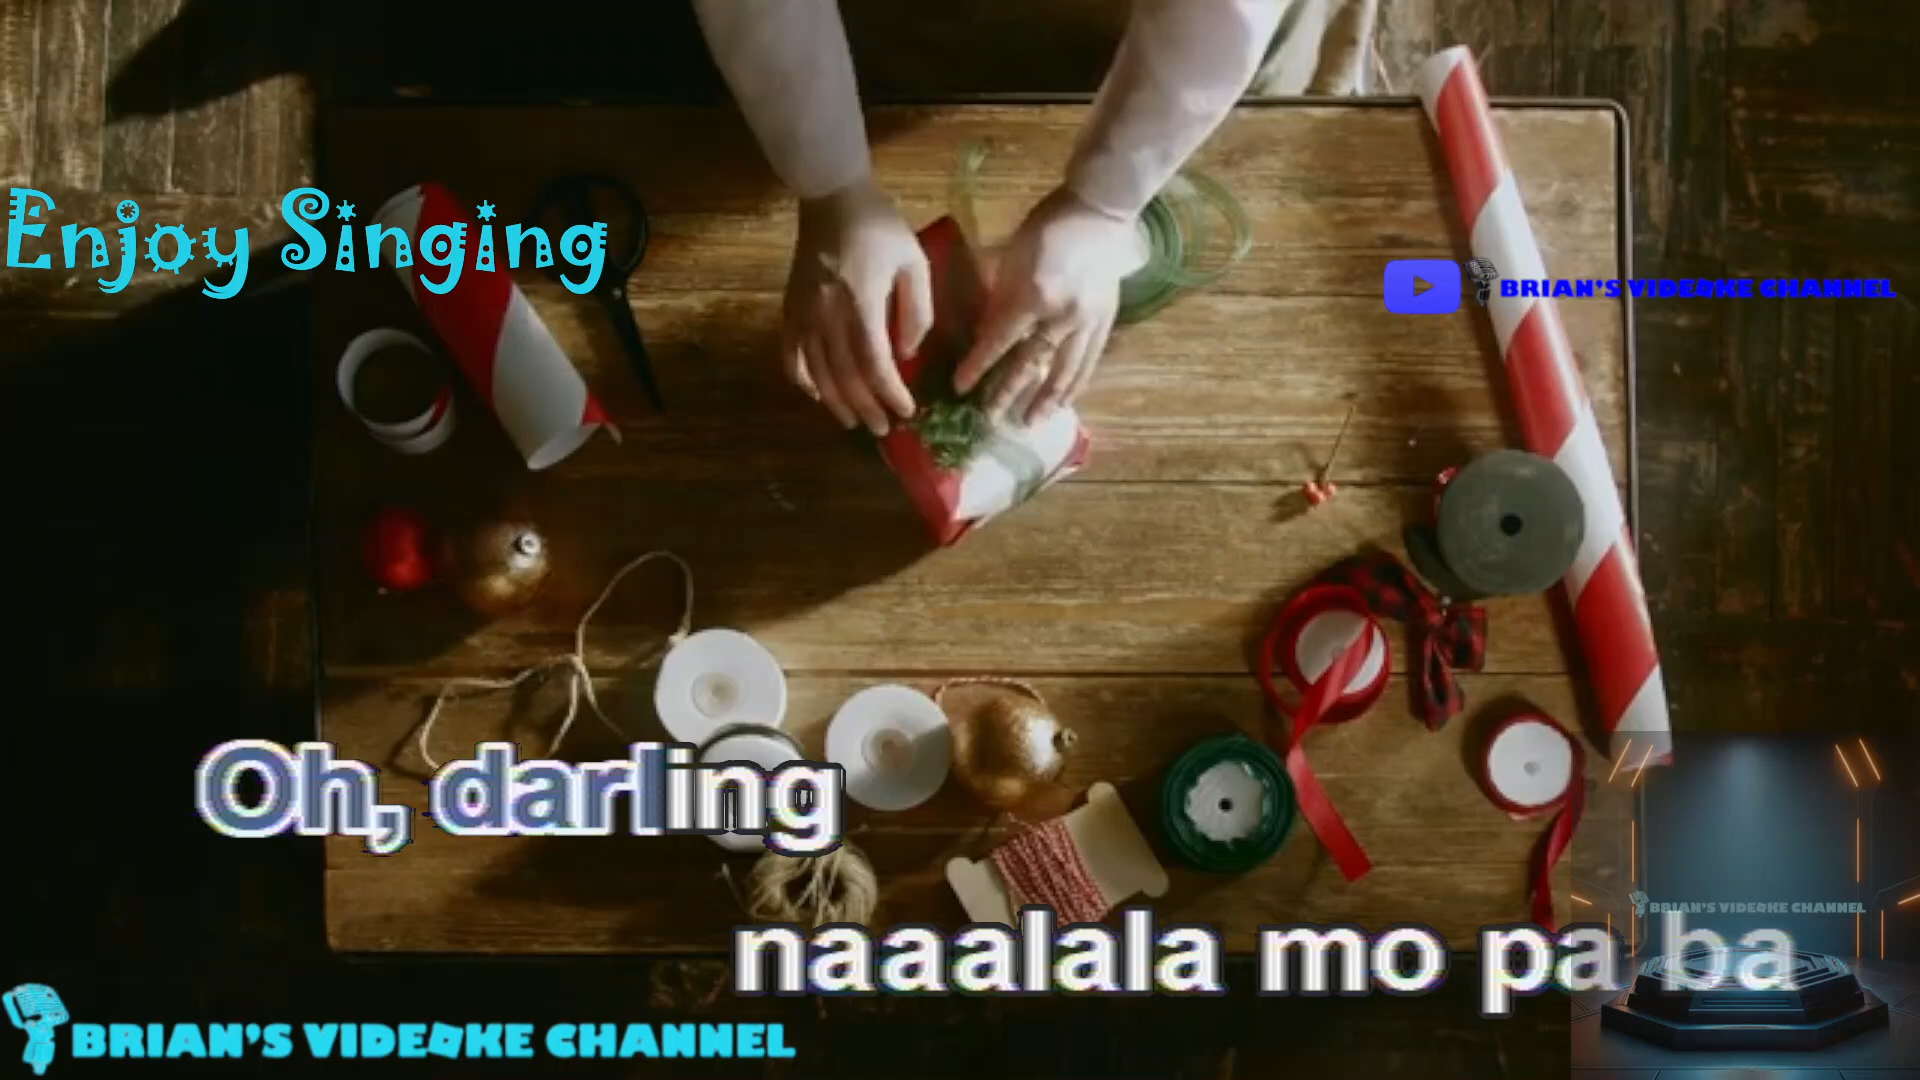 Enjoy Singing
BRIAN'S VIDEOKE CHANNEL
Oh, darling
BRIAN'S VIDEOKE CHANNEL
naaalala mo pa ba
BRIAN'S VIDEOKE CHANNEL